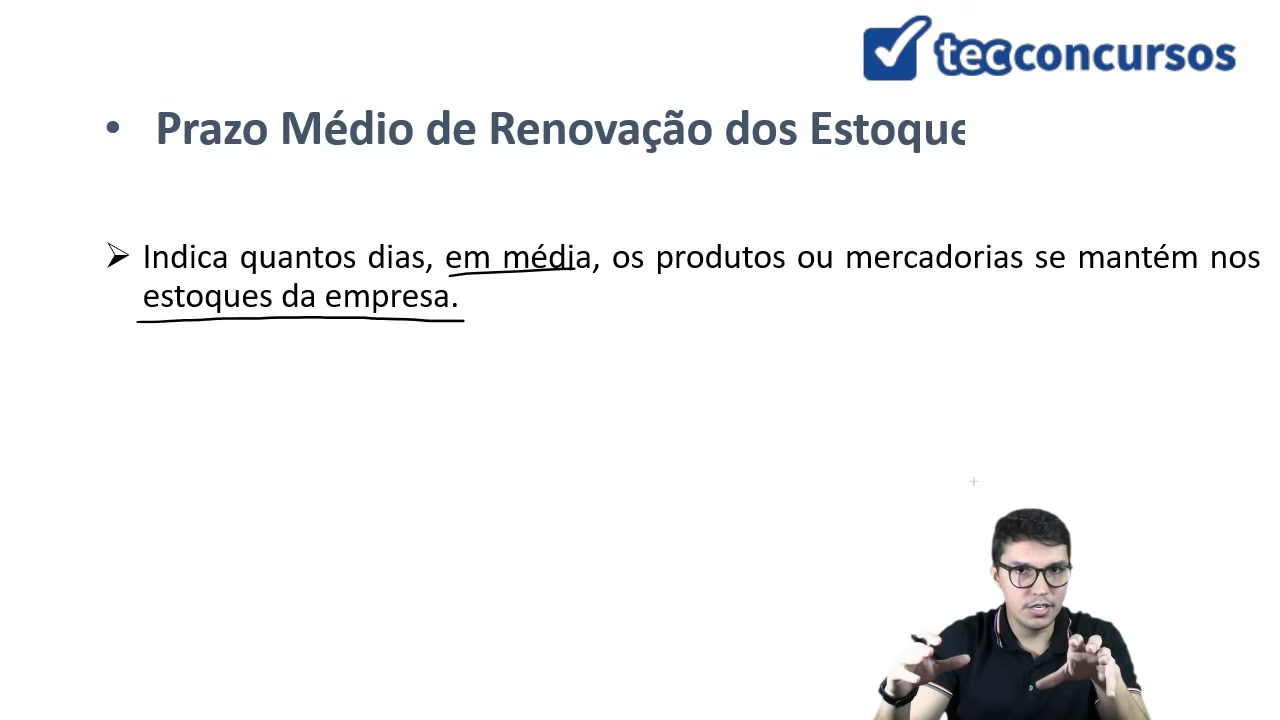 tecconcursos
• Prazo Médio de Renovação dos Estoque
➢ Indica quantos dias, em média, os produtos ou mercadorias se mantém nos
estoques da empresa.